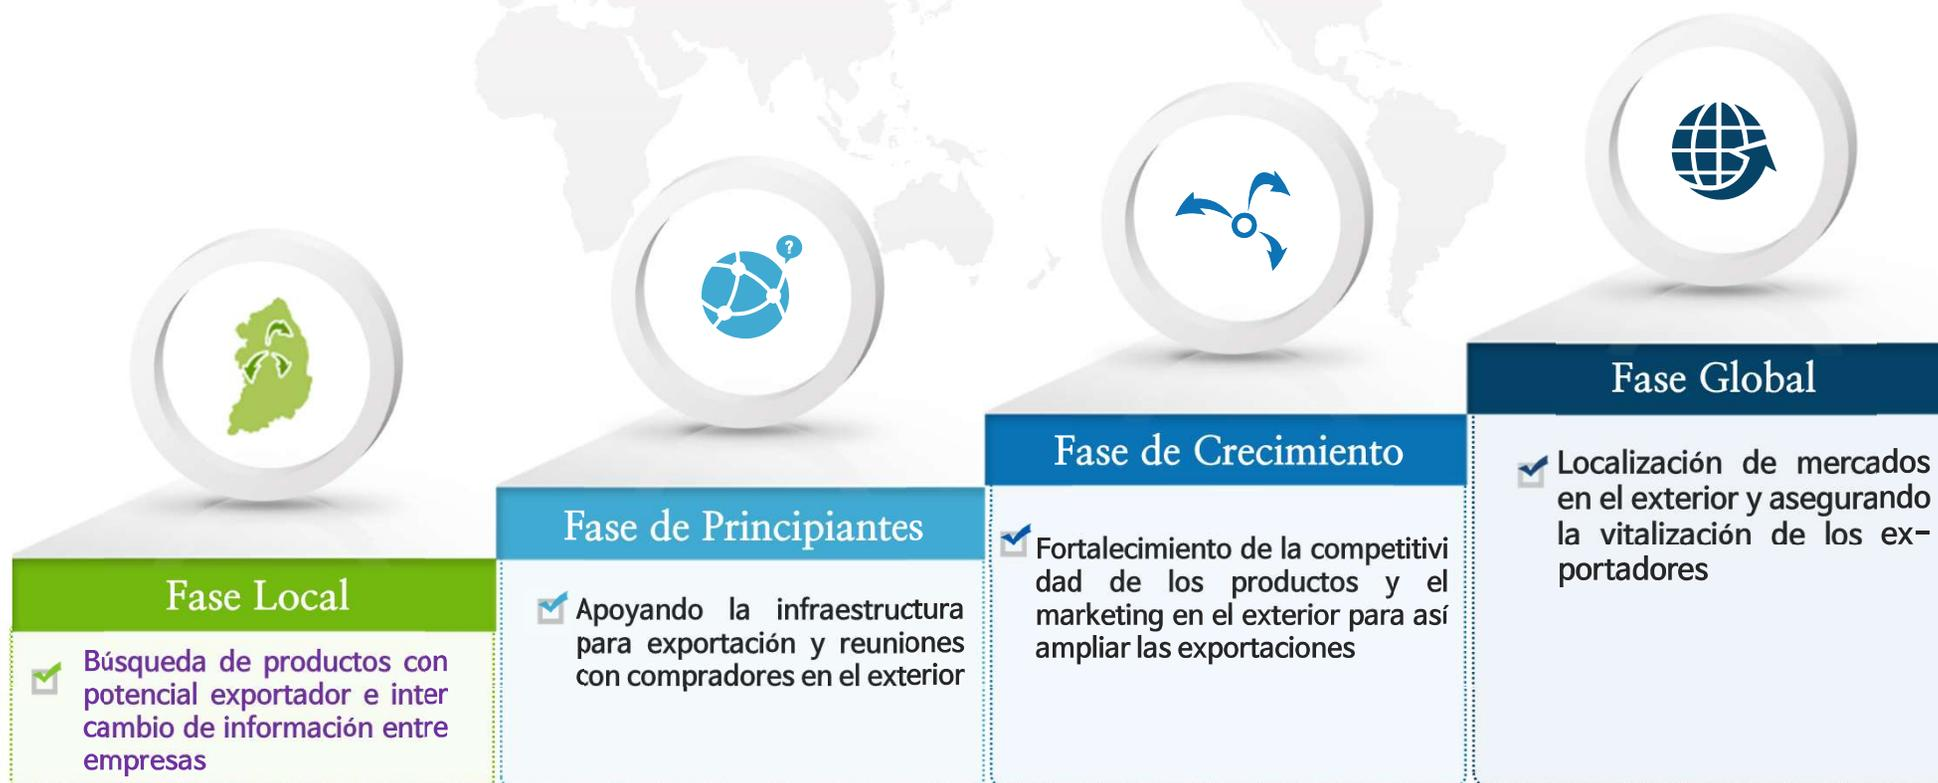 Fase Local
Búsqueda de productos con
potencial exportador e inter
cambio de información entre
empresas
?
Fase de Principiantes
Apoyando la infraestructura
para exportación y reuniones
con compradores en el exterior
Fase de Crecimiento
Fortalecimiento de la competitivi
dad de los productos y el
marketing en el exterior para así
ampliar las exportaciones
Fase Global
Localización de mercados
en el exterior y asegurando
la vitalización de los ex-
portadores